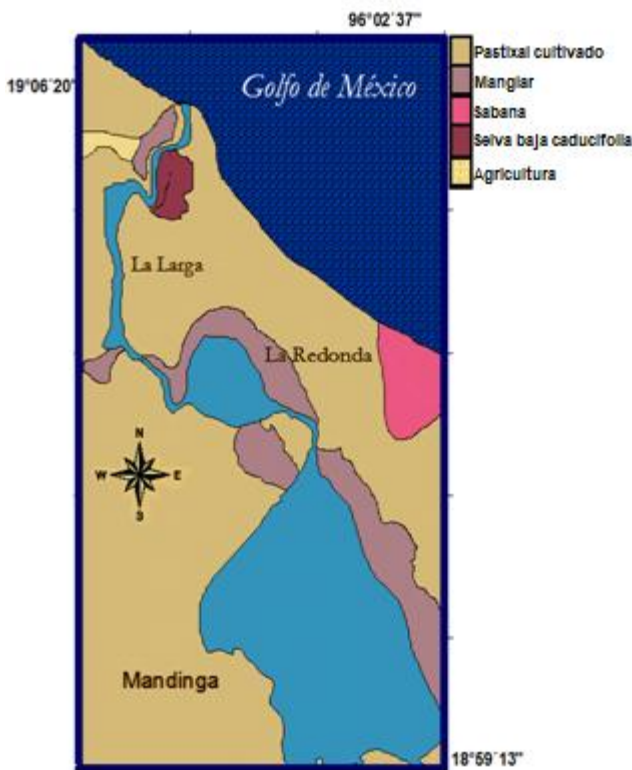 96°02´37"
19°06´20"
Golfo de México
Pastixal cultivado
Manglar
Sabana
Selva baja caducifolia
Agricultura
La Larga
La Redonda
N
W E
S
Mandinga
18°59´13"